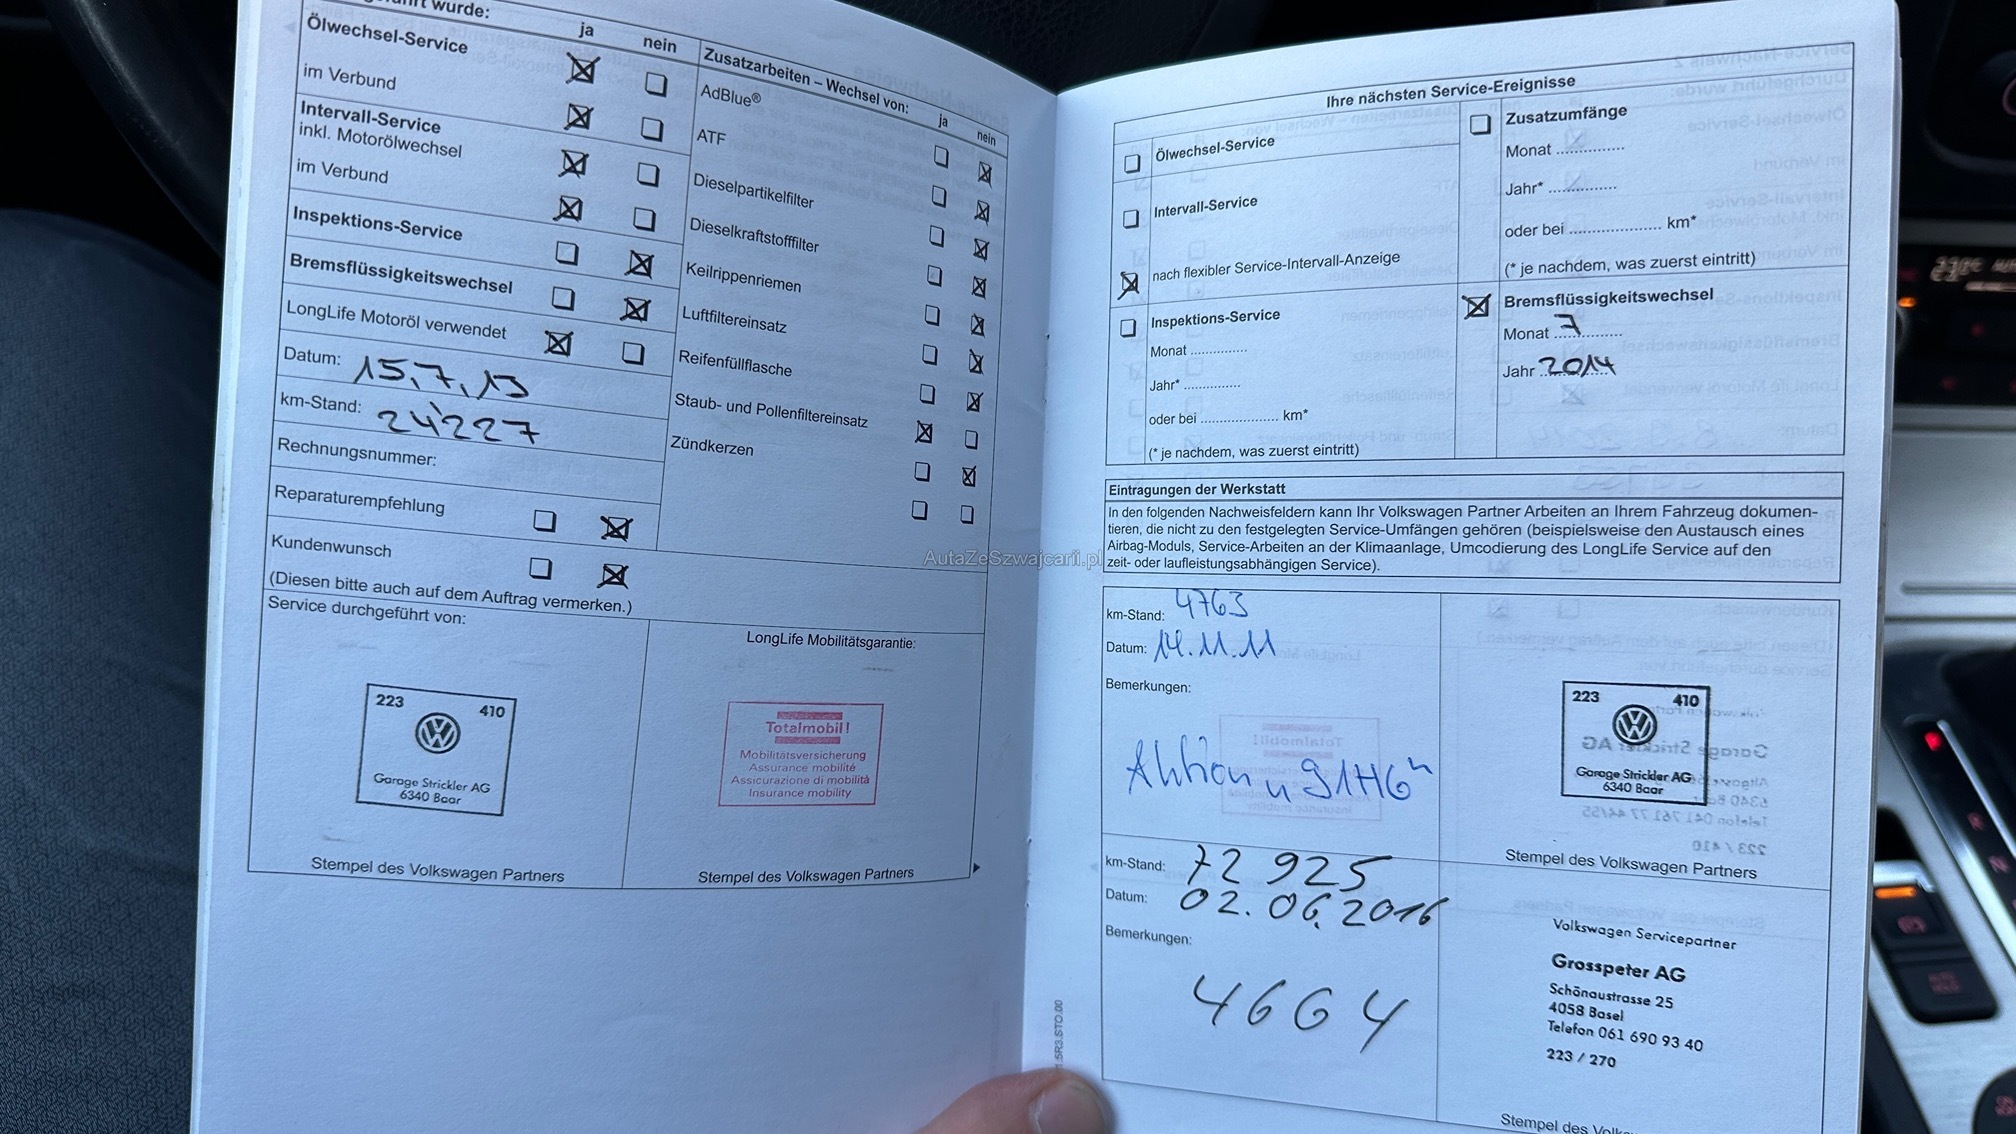 wurde:
ja
nein
Ölwechsel-Service
im Verbund
Intervall-Service
inkl. Motorölwechsel
im Verbund
Inspektions-Service
Bremsflüssigkeitswechsel
LongLife Motoröl verwendet
Datum: 15.7.13
km-Stand: 24'227
Rechnungsnummer:
Reparaturempfehlung
Kundenwunsch
(Diesen bitte auch auf dem Auftrag vermerken.)
Zusatzarbeiten – Wechsel von:
ja
nein
AdBlue®
ATF
Dieselpartikelfilter
Dieselkraftstofffilter
Keilrippenriemen
Luftfiltereinsatz
Reifenfüllflasche
Staub- und Pollenfiltereinsatz
Zündkerzen
Service durchgeführt von:
223
410
Garage Strickler AG
6340 Baar
Stempel des Volkswagen Partners
LongLife Mobilitätsgarantie:
Totalmobil!
Mobilitätsversicherung
Assurance mobilité
Assicurazione di mobilità
Insurance mobility
Stempel des Volkswagen Partners
Ihre nächsten Service-Ereignisse
Ölwechsel-Service
Intervall-Service
nach flexibler Service-Intervall-Anzeige
Inspektions-Service
Monat ...............
Jahr* ...............
oder bei ..................... km*
(* je nachdem, was zuerst eintritt)
Zusatzumfänge
Monat ..................
Jahr* ..................
oder bei ........................ km*
(* je nachdem, was zuerst eintritt)
Bremsflüssigkeitswechsel
Monat 7
Jahr 2014
Eintragungen der Werkstatt
In den folgenden Nachweisfeldern kann Ihr Volkswagen Partner Arbeiten an Ihrem Fahrzeug dokumen-
tieren, die nicht zu den festgelegten Service-Umfängen gehören (beispielsweise den Austausch eines
Airbag-Moduls, Service-Arbeiten an der Klimaanlage, Umcodierung des LongLife Service auf den
zeit- oder laufleistungsabhängigen Service).
AutaZeSzwajcarii.pl
km-Stand: 4763
Datum: 14.11.11
Bemerkungen:
Aktion "91H6"
223
410
Garage Strickler AG
6340 Baar
Stempel des Volkswagen Partners
km-Stand: 72 925
Datum: 02.06.2016
Bemerkungen:
4664
Volkswagen Servicepartner
Grosspeter AG
Schönaustrasse 25
4058 Basel
Telefon 061 690 93 40
223 / 270
Stempel des